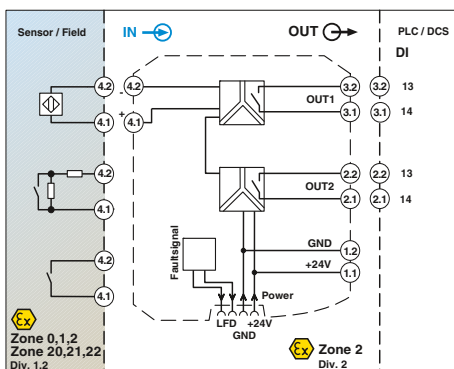 Sensor / Field
IN
OUT
PLC / DCS
DI
4.2
4.2
3.2
3.2
13
-
OUT1
+
4.1
4.1
3.1
3.1
14
4.2
2.2
2.2
13
OUT2
4.1
2.1
2.1
14
GND
1.2
Faultsignal
4.2
+24V
1.1
4.1
Power
LFD
+24V
GND
Ex
Zone 0,1,2
Zone 20,21,22
Div. 1,2
Ex
Zone 2
Div. 2